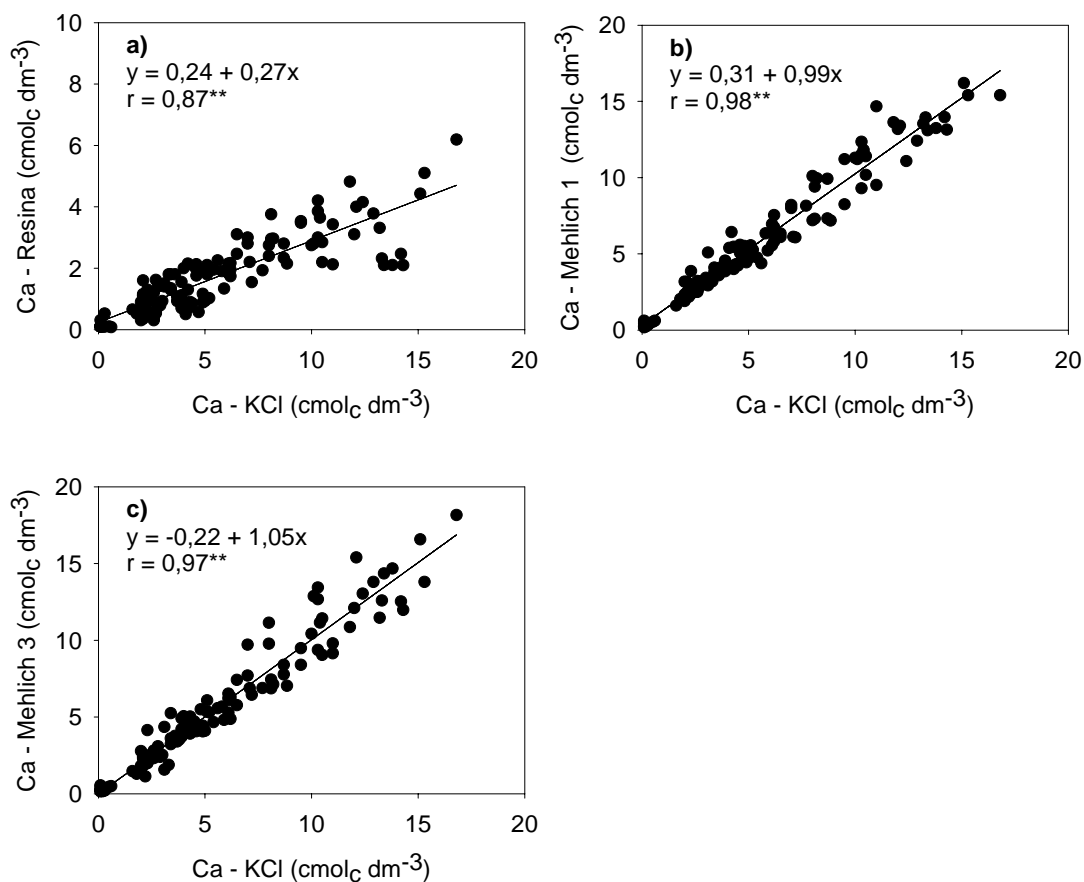 a)
y = 0,24 + 0,27x
r = 0,87**
Ca - Resina (cmolc dm-3)
10
8
6
4
2
0
0 5 10 15 20
Ca - KCl (cmolc dm-3)
b)
y = 0,31 + 0,99x
r = 0,98**
Ca - Mehlich 1 (cmolc dm-3)
20
15
10
5
0
0 5 10 15 20
Ca - KCl (cmolc dm-3)
c)
y = -0,22 + 1,05x
r = 0,97**
Ca - Mehlich 3 (cmolc dm-3)
20
15
10
5
0
0 5 10 15 20
Ca - KCl (cmolc dm-3)